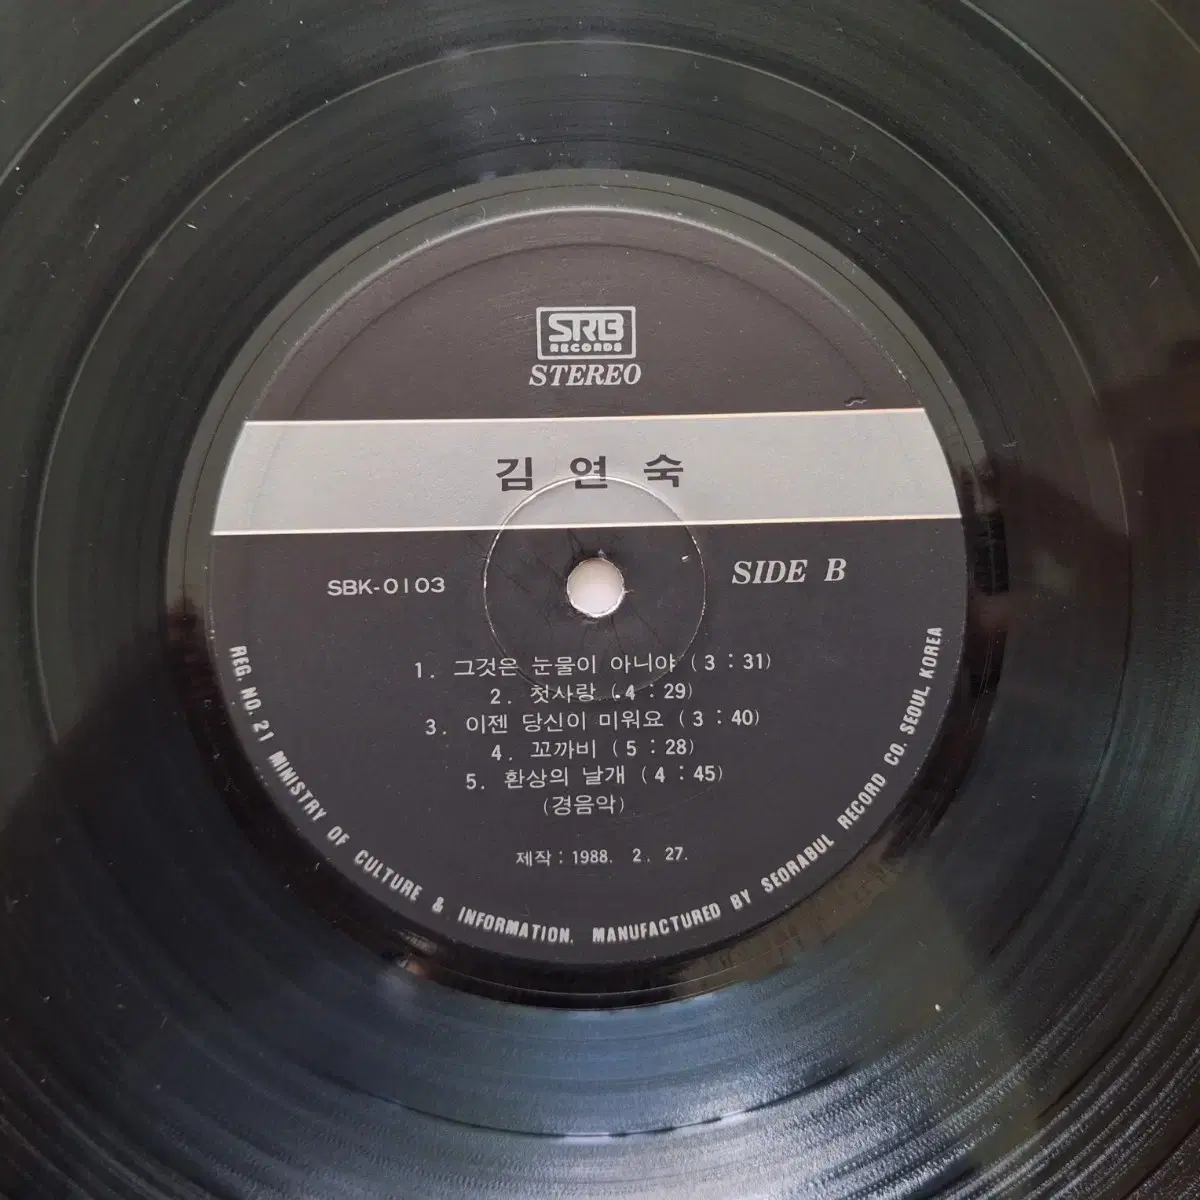 SRB
RECORDS
STEREO
김연숙
SBK-0103
SIDE B
1. 그것은 눈물이 아니야 (3:31)
2. 첫사랑 (4:29)
3. 이젠 당신이 미워요 (3:40)
4. 꼬까비 (5:28)
5. 환상의 날개 (4:45)
(경음악)
제작: 1988. 2. 27.
REG. NO. 21 MINISTRY OF CULTURE & INFORMATION. MANUFACTURED BY SEORABUL RECORD CO. SEOUL KOREA